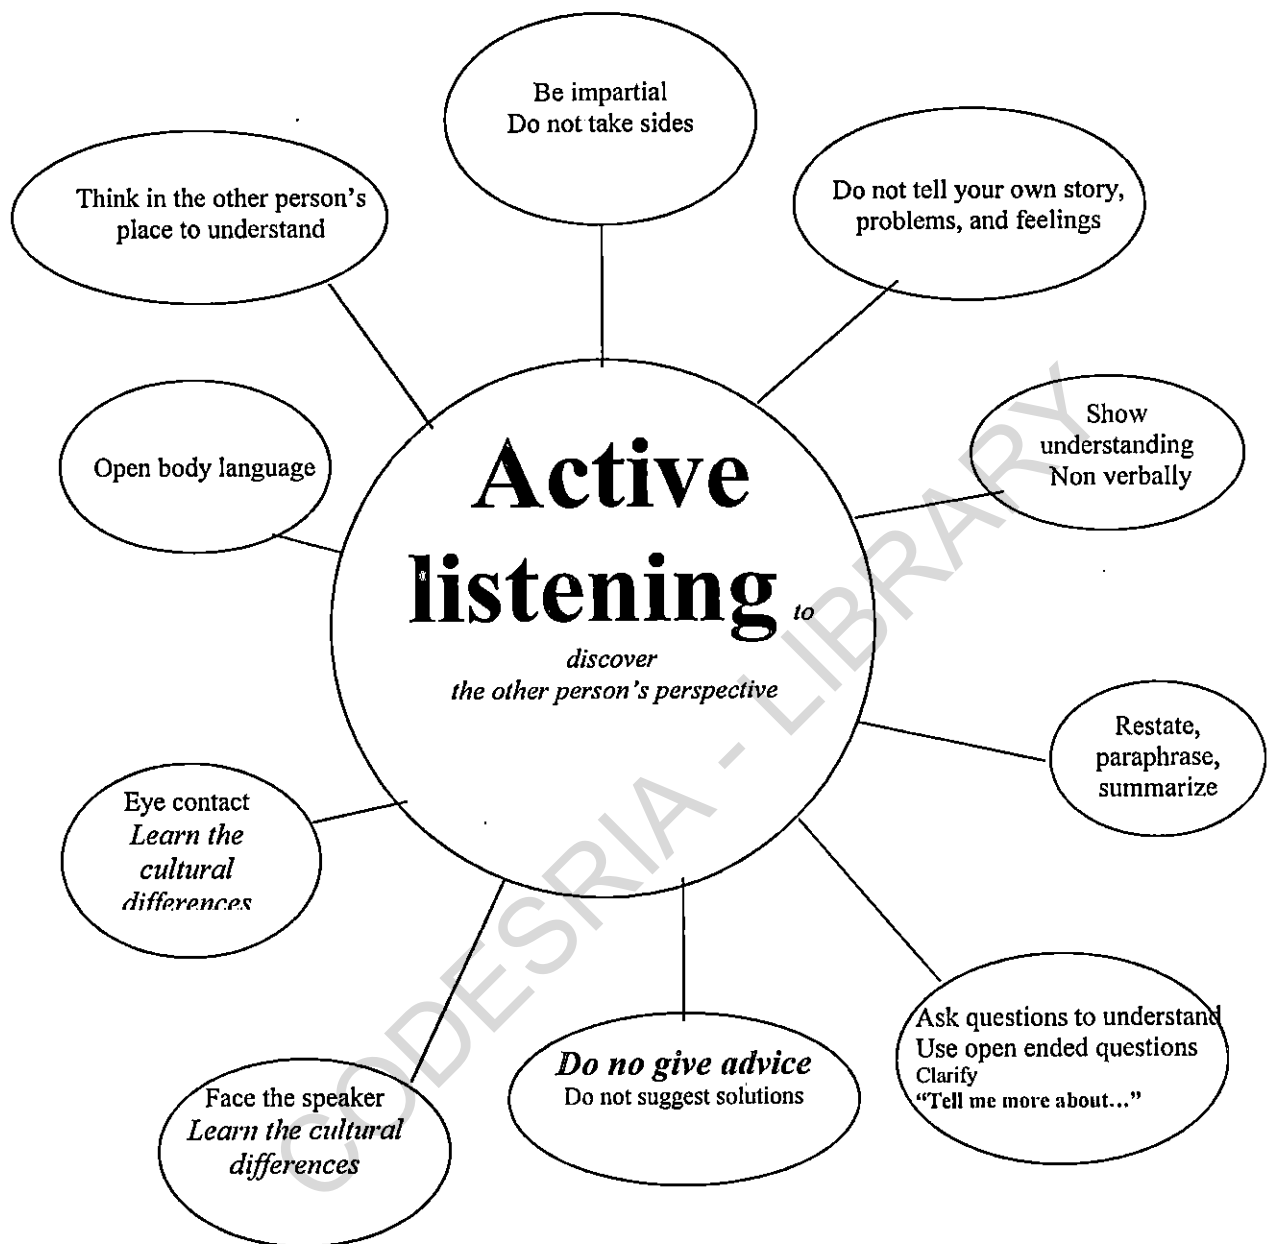 Be impartial
Do not take sides
Think in the other person's
place to understand
Do not tell your own story,
problems, and feelings
Show
understanding
Non verbally
Open body language
Active
listening to
discover
the other person's perspective
Restate,
paraphrase,
summarize
Eye contact
Learn the
cultural
differences
Ask questions to understand
Use open ended questions
Clarify
"Tell me more about..."
Do no give advice
Do not suggest solutions
Face the speaker
Learn the cultural
differences
CODESRIA - LIBRARY